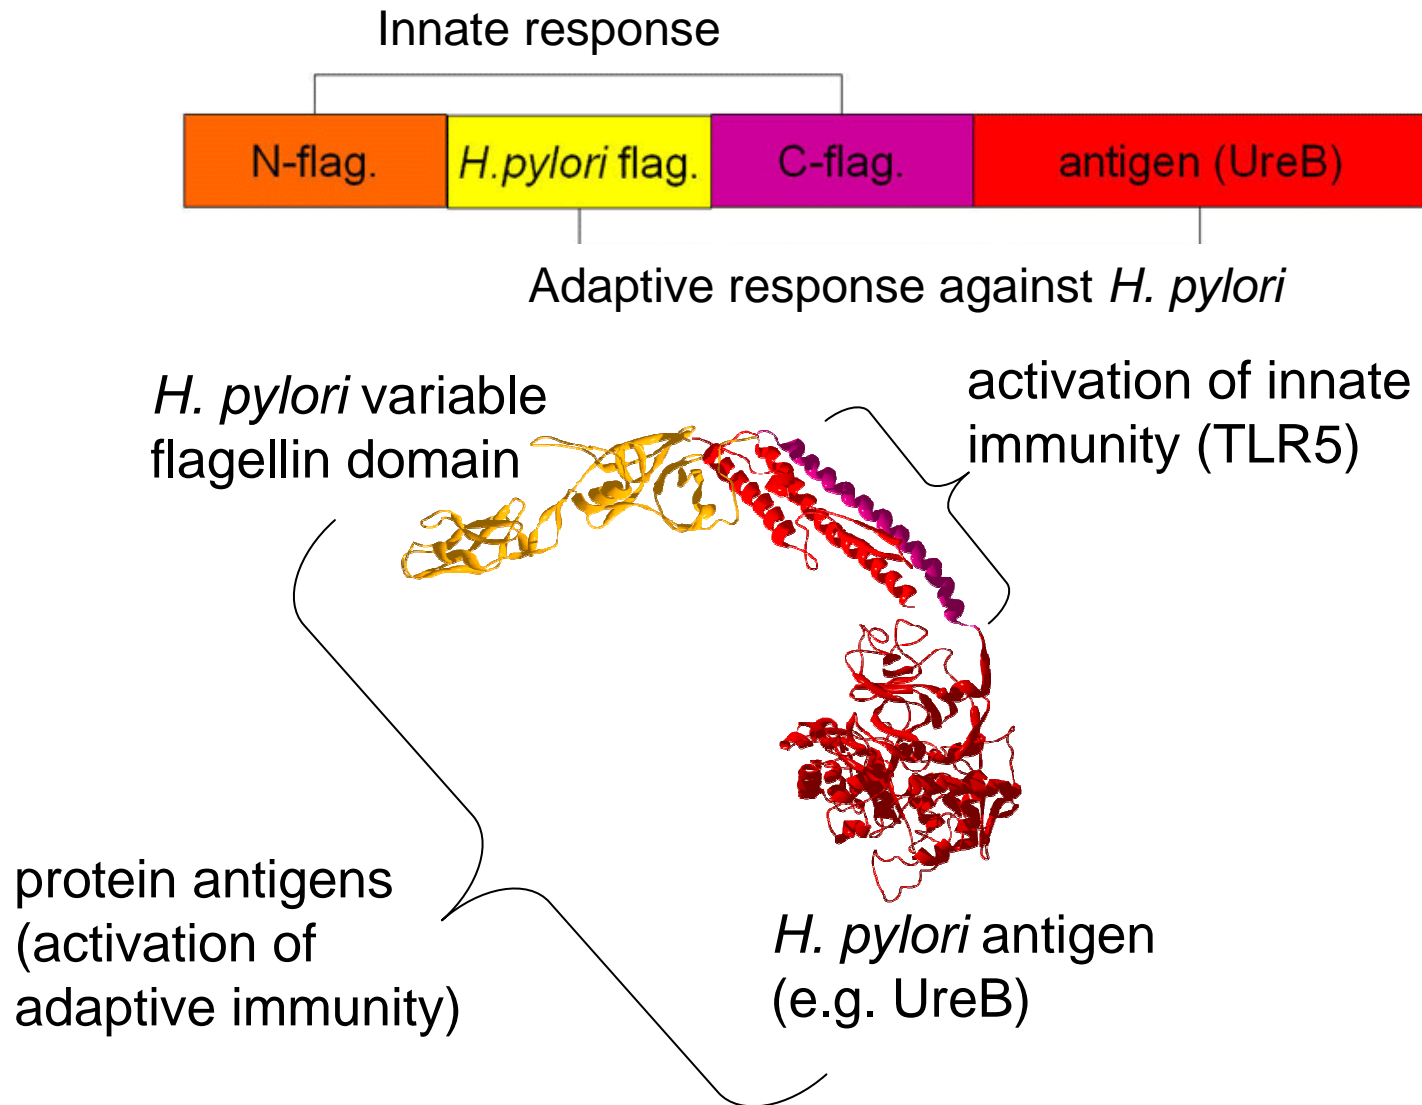 Innate response
N-flag.
H.pylori flag.
C-flag.
antigen (UreB)
Adaptive response against H. pylori
H. pylori variable
flagellin domain
activation of innate
immunity (TLR5)
protein antigens
(activation of
adaptive immunity)
H. pylori antigen
(e.g. UreB)